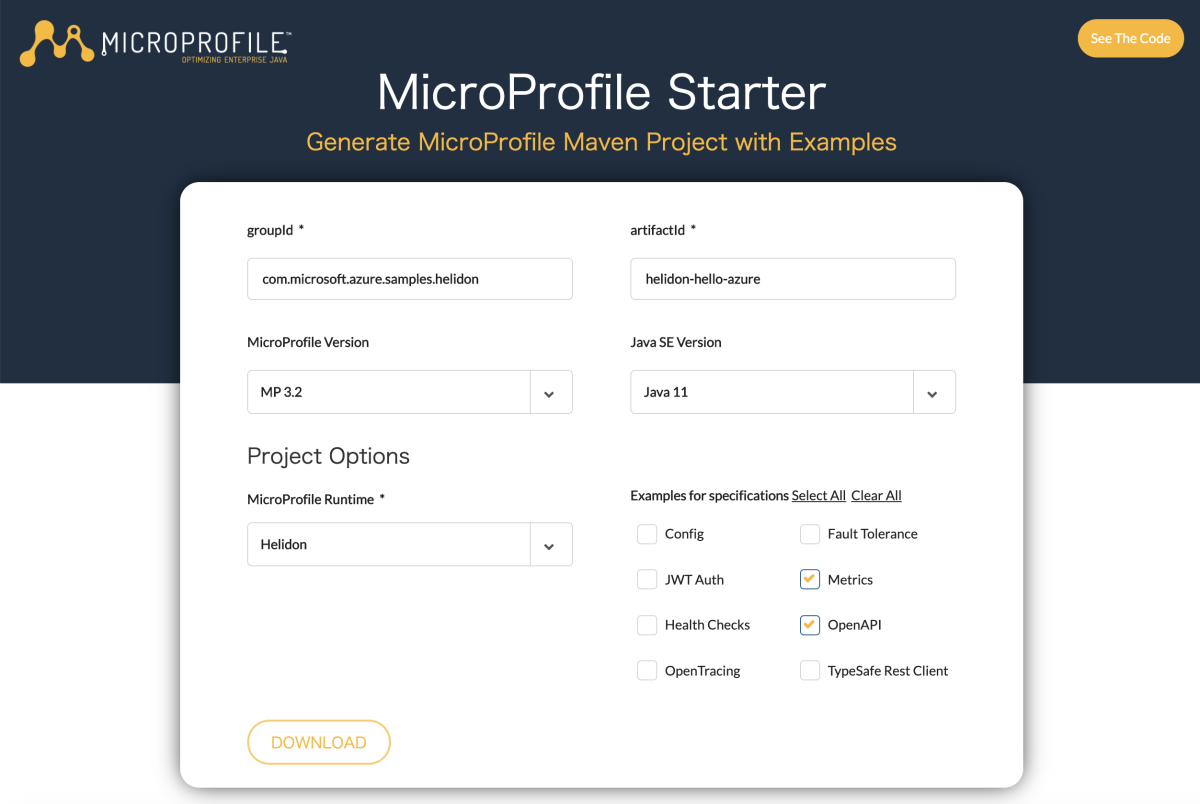 MICROPROFILE™
OPTIMIZING ENTERPRISE JAVA
See The Code
MicroProfile Starter
Generate MicroProfile Maven Project with Examples
groupId *
artifactId *
com.microsoft.azure.samples.helidon
helidon-hello-azure
MicroProfile Version
Java SE Version
MP 3.2
Java 11
Project Options
MicroProfile Runtime *
Helidon
Examples for specifications Select All Clear All
Config
Fault Tolerance
JWT Auth
Metrics
Health Checks
OpenAPI
OpenTracing
TypeSafe Rest Client
DOWNLOAD